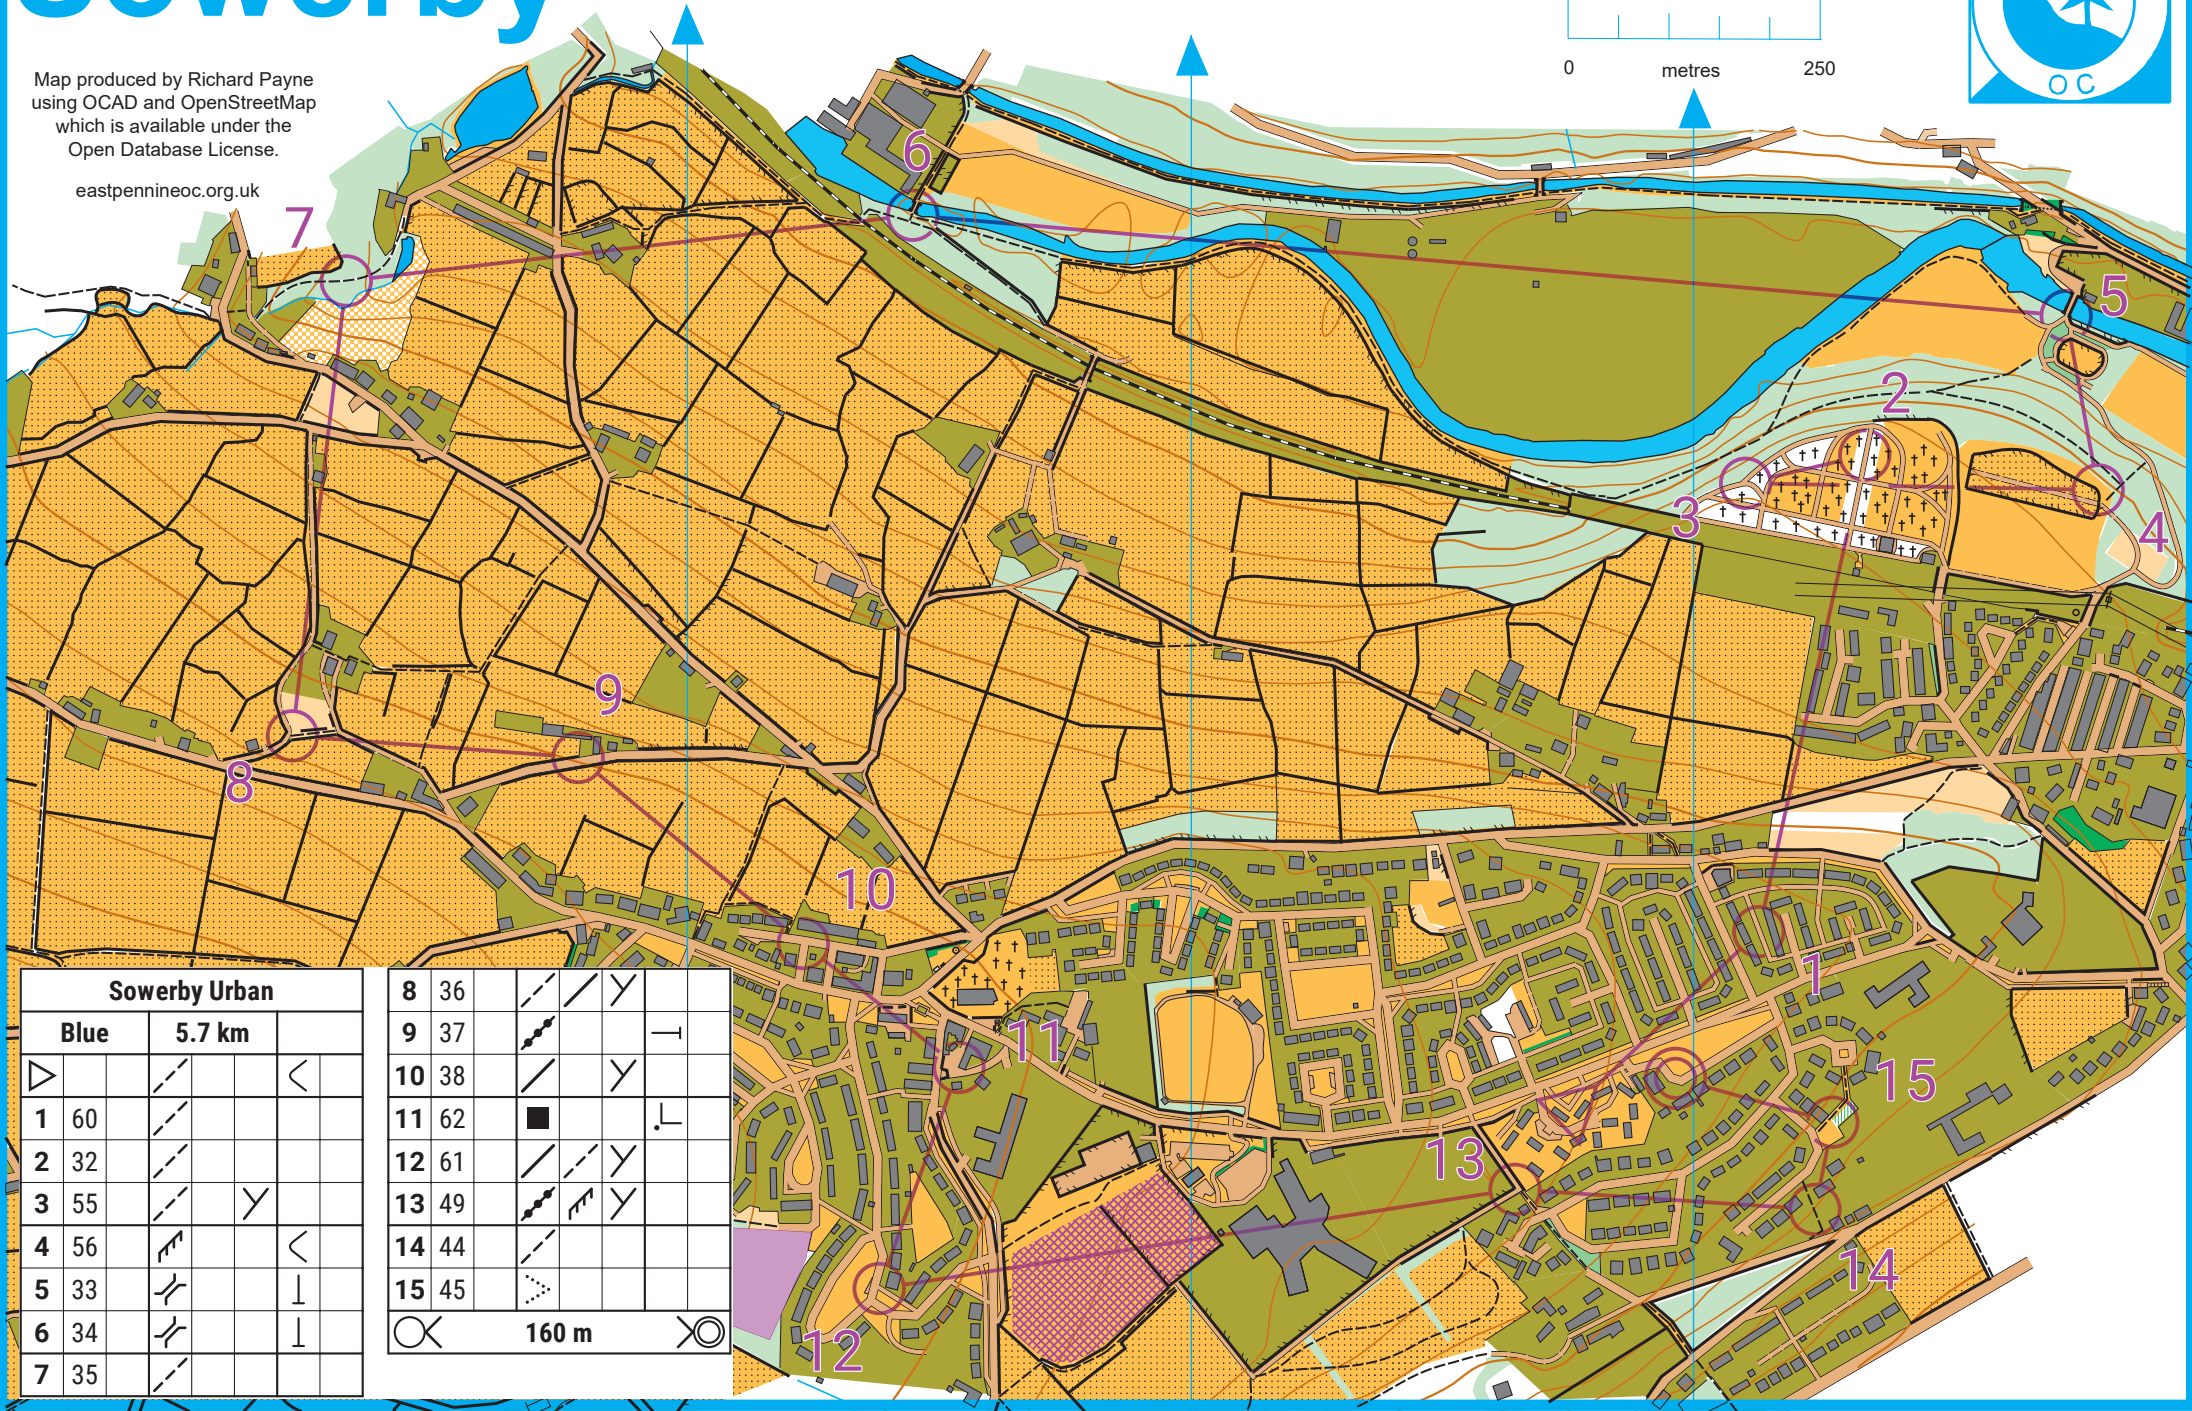 Sowerby
Map produced by Richard Payne
using OCAD and OpenStreetMap
which is available under the
Open Database License.
eastpennineoc.org.uk
0 metres 250
O C
6
7
5
2
3
4
9
8
10
1
11
15
13
14
12
Sowerby Urban
Blue 5.7 km
1 60
2 32
3 55
4 56
5 33
6 34
7 35
8 36
9 37
10 38
11 62
12 61
13 49
14 44
15 45
160 m